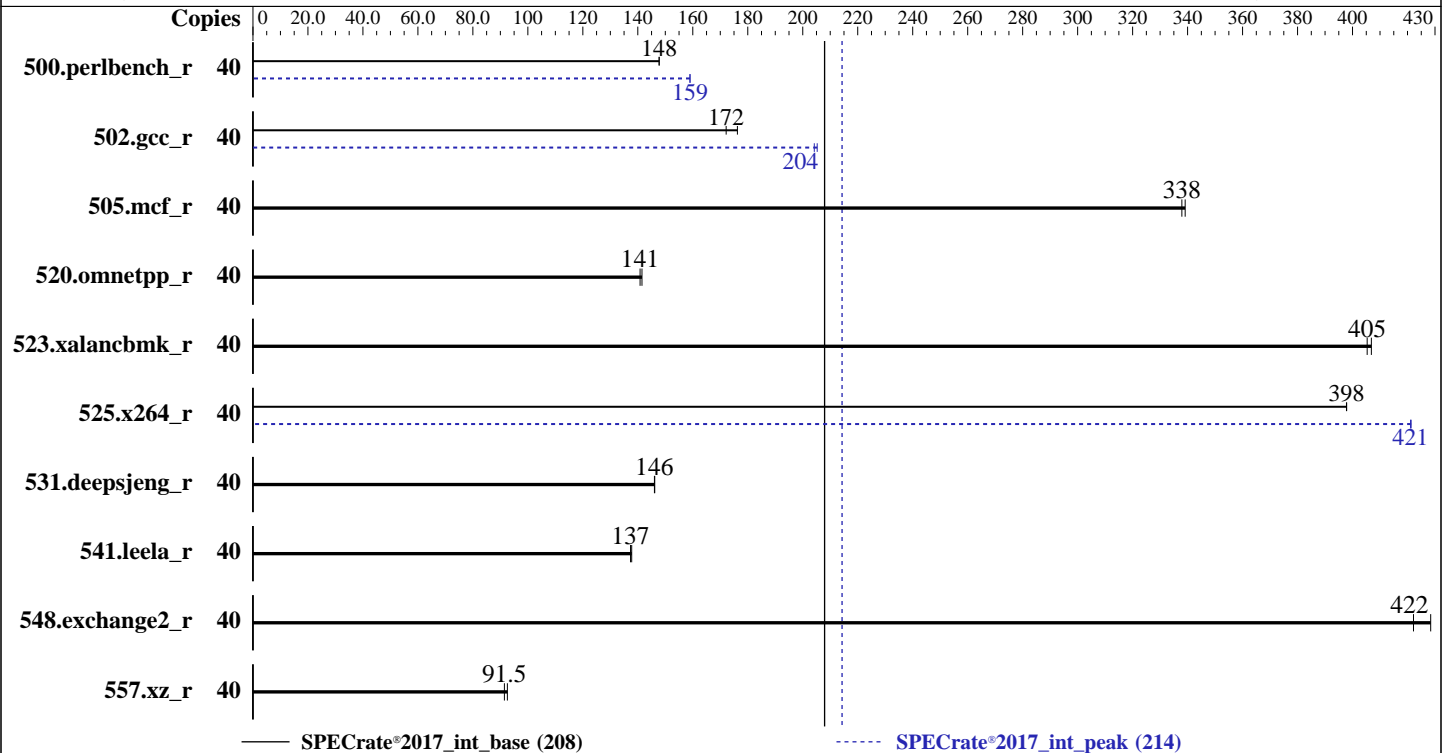 Copies 0 20.0 40.0 60.0 80.0 100 120 140 160 180 200 220 240 260 280 300 320 340 360 380 400 430
500.perlbench_r 40 148
159
502.gcc_r 40 172
204
505.mcf_r 40 338
520.omnetpp_r 40 141
523.xalancbmk_r 40 405
525.x264_r 40 398
421
531.deepsjeng_r 40 146
541.leela_r 40 137
548.exchange2_r 40 422
557.xz_r 40 91.5
SPECrate®2017_int_base (208) SPECrate®2017_int_peak (214)